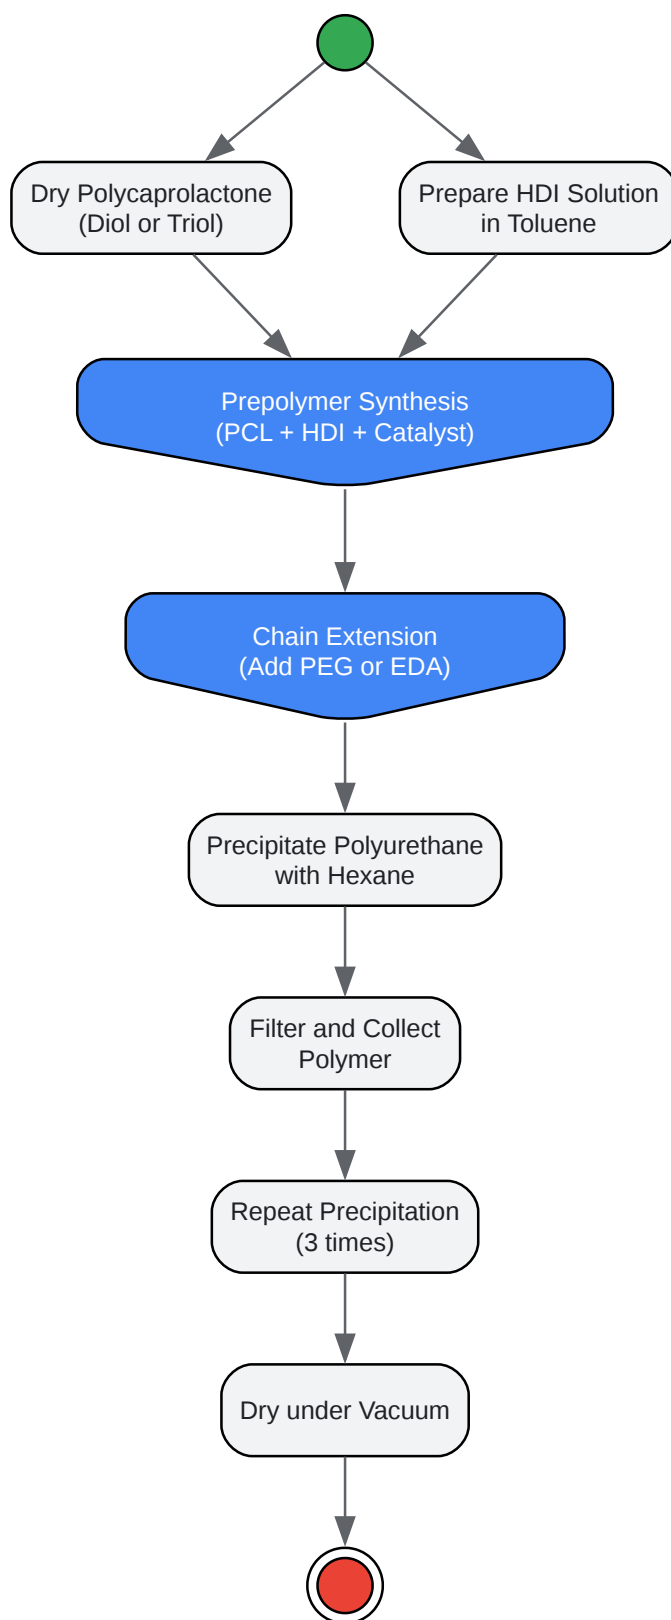 Dry Polycaprolactone
(Diol or Triol)
Prepare HDI Solution
in Toluene
Prepolymer Synthesis
(PCL + HDI + Catalyst)
Chain Extension
(Add PEG or EDA)
Precipitate Polyurethane
with Hexane
Filter and Collect
Polymer
Repeat Precipitation
(3 times)
Dry under Vacuum